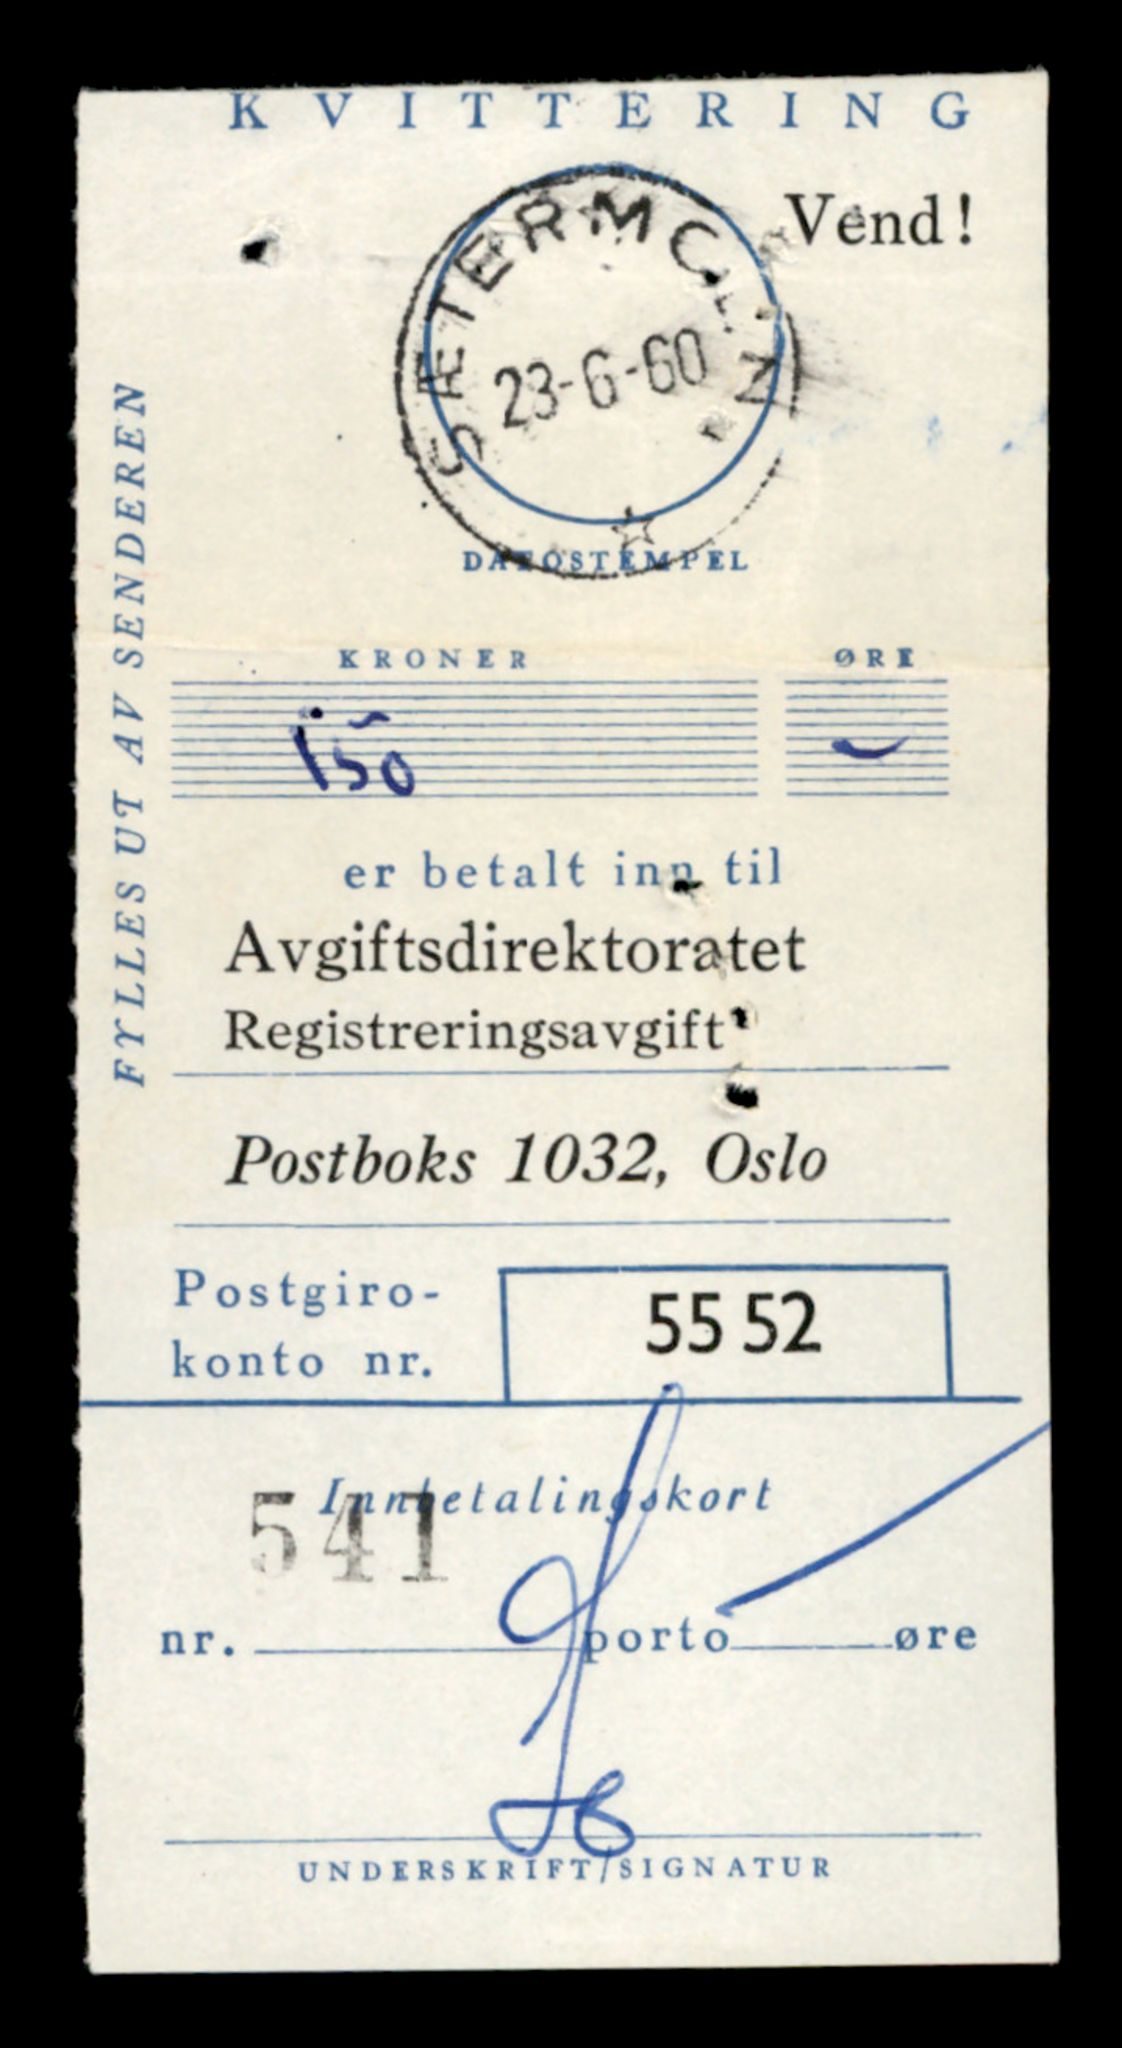 KVITTERING
Vend!
SÆTERMOEN
23-6-60
DATOSTEMPEL
FYLLES UT AV SENDEREN
KRONER ØRE
150 –
er betalt inn til
Avgiftsdirektoratet
Registreringsavgift
Postboks 1032, Oslo
Postgiro-
konto nr.
55 52
Innbetalingskort
541
nr. porto øre
UNDERSKRIFT/SIGNATUR